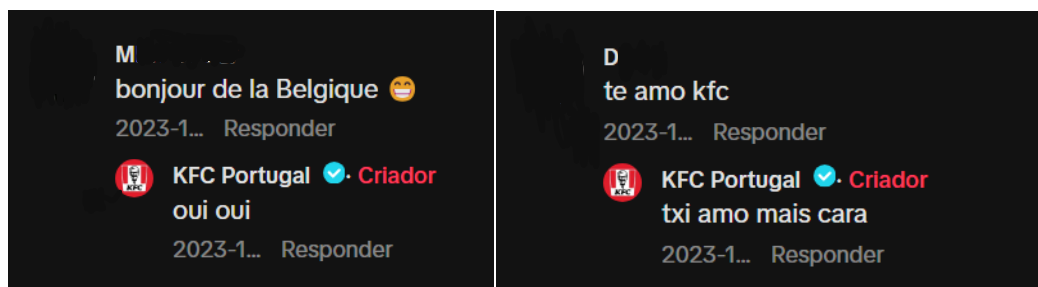 M
bonjour de la Belgique 😁
2023-1... Responder
KFC Portugal · Criador
oui oui
2023-1... Responder
D
te amo kfc
2023-1... Responder
KFC Portugal · Criador
txi amo mais cara
2023-1... Responder